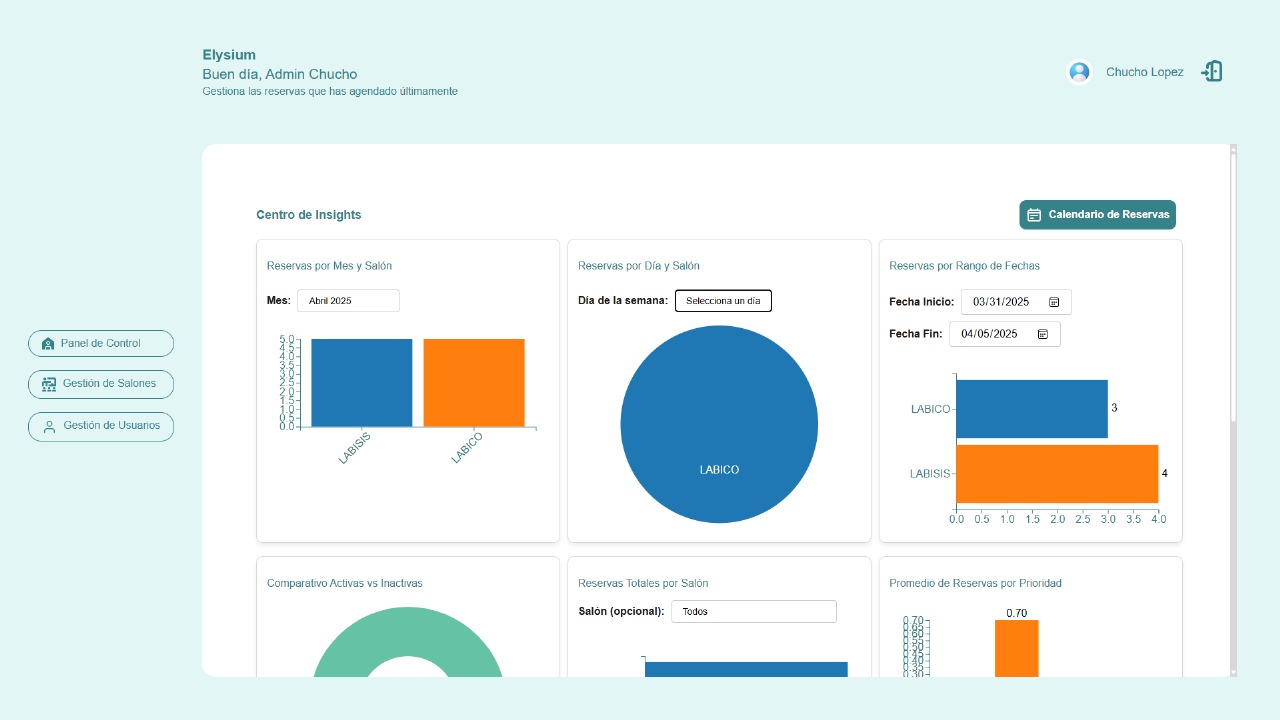 Elysium
Buen día, Admin Chucho
Gestiona las reservas que has agendado últimamente
Chucho Lopez
Panel de Control
Gestión de Salones
Gestión de Usuarios
Centro de Insights
Calendario de Reservas
Reservas por Mes y Salón
Mes: Abril 2025
5.0
4.5
4.0
3.5
3.0
2.5
2.0
1.5
1.0
0.5
0.0
LABISIS
LABICO
Reservas por Día y Salón
Día de la semana: Selecciona un día
LABICO
Reservas por Rango de Fechas
Fecha Inicio: 03/31/2025
Fecha Fin: 04/05/2025
LABICO 3
LABISIS 4
0.0 0.5 1.0 1.5 2.0 2.5 3.0 3.5 4.0
Comparativo Activas vs Inactivas
Reservas Totales por Salón
Salón (opcional): Todos
Promedio de Reservas por Prioridad
0.70
0.70
0.65
0.60
0.55
0.50
0.45
0.40
0.35
0.30